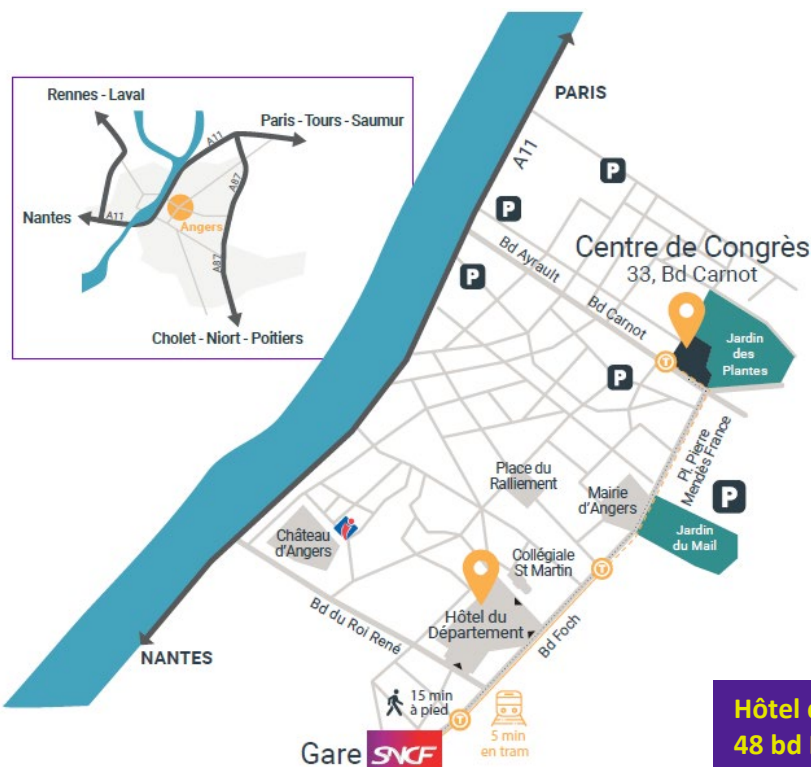 Rennes - Laval
Paris - Tours - Saumur
A11
A87
Nantes
A11
Angers
A87
Cholet - Niort - Poitiers
PARIS
A11
P
P
P
Bd Ayrault
Centre de Congrès
33, Bd Carnot
Bd Carnot
Jardin
des
Plantes
T
P
Pl. Pierre
Mendès France
Place du
Ralliement
Mairie
d'Angers
P
Jardin
du Mail
Château
d'Angers
Collégiale
St Martin
T
Hôtel du
Département
Bd Foch
Bd du Roi René
NANTES
15 min
à pied
T
5 min
en tram
Gare SNCF
Hôtel
48 bd